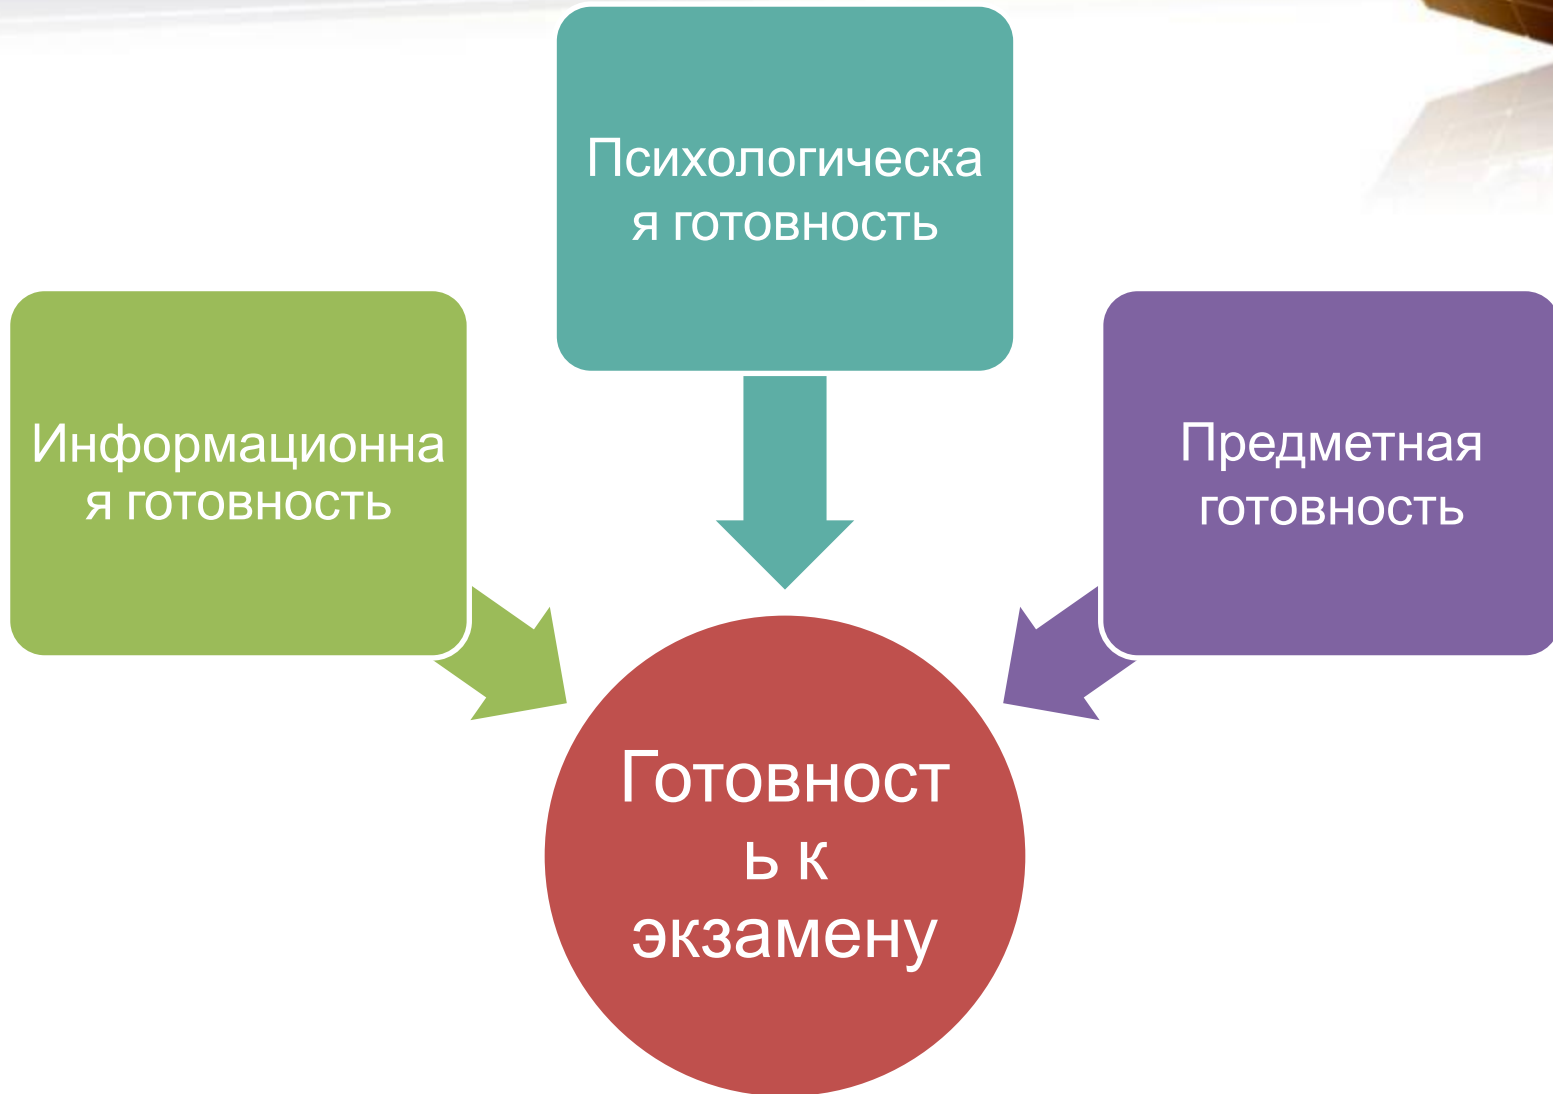 Психологическа
я готовность
Информационна
я готовность
Предметная
готовность
Готовност
ь к
экзамену